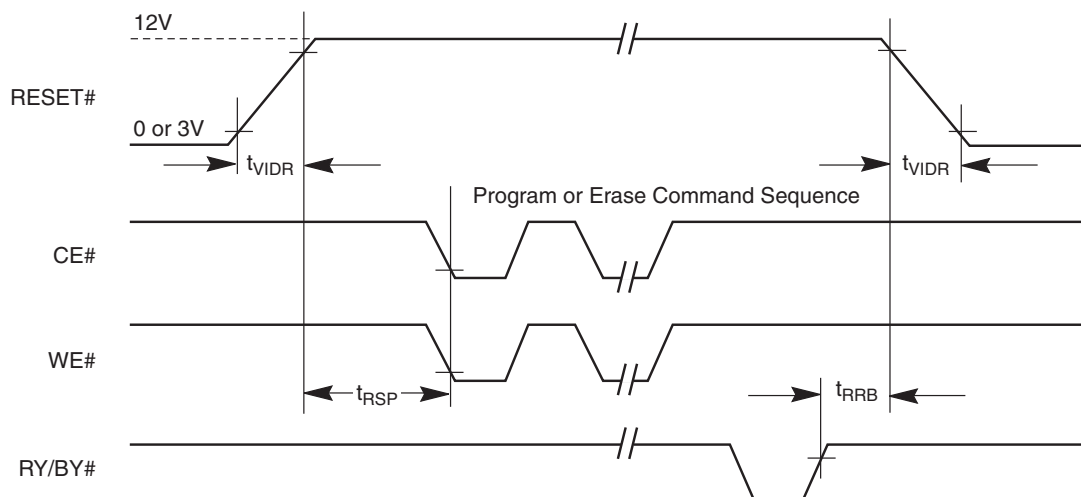 12V
RESET#
0 or 3V
tVIDR
tVIDR
Program or Erase Command Sequence
CE#
WE#
tRSP
tRRB
RY/BY#